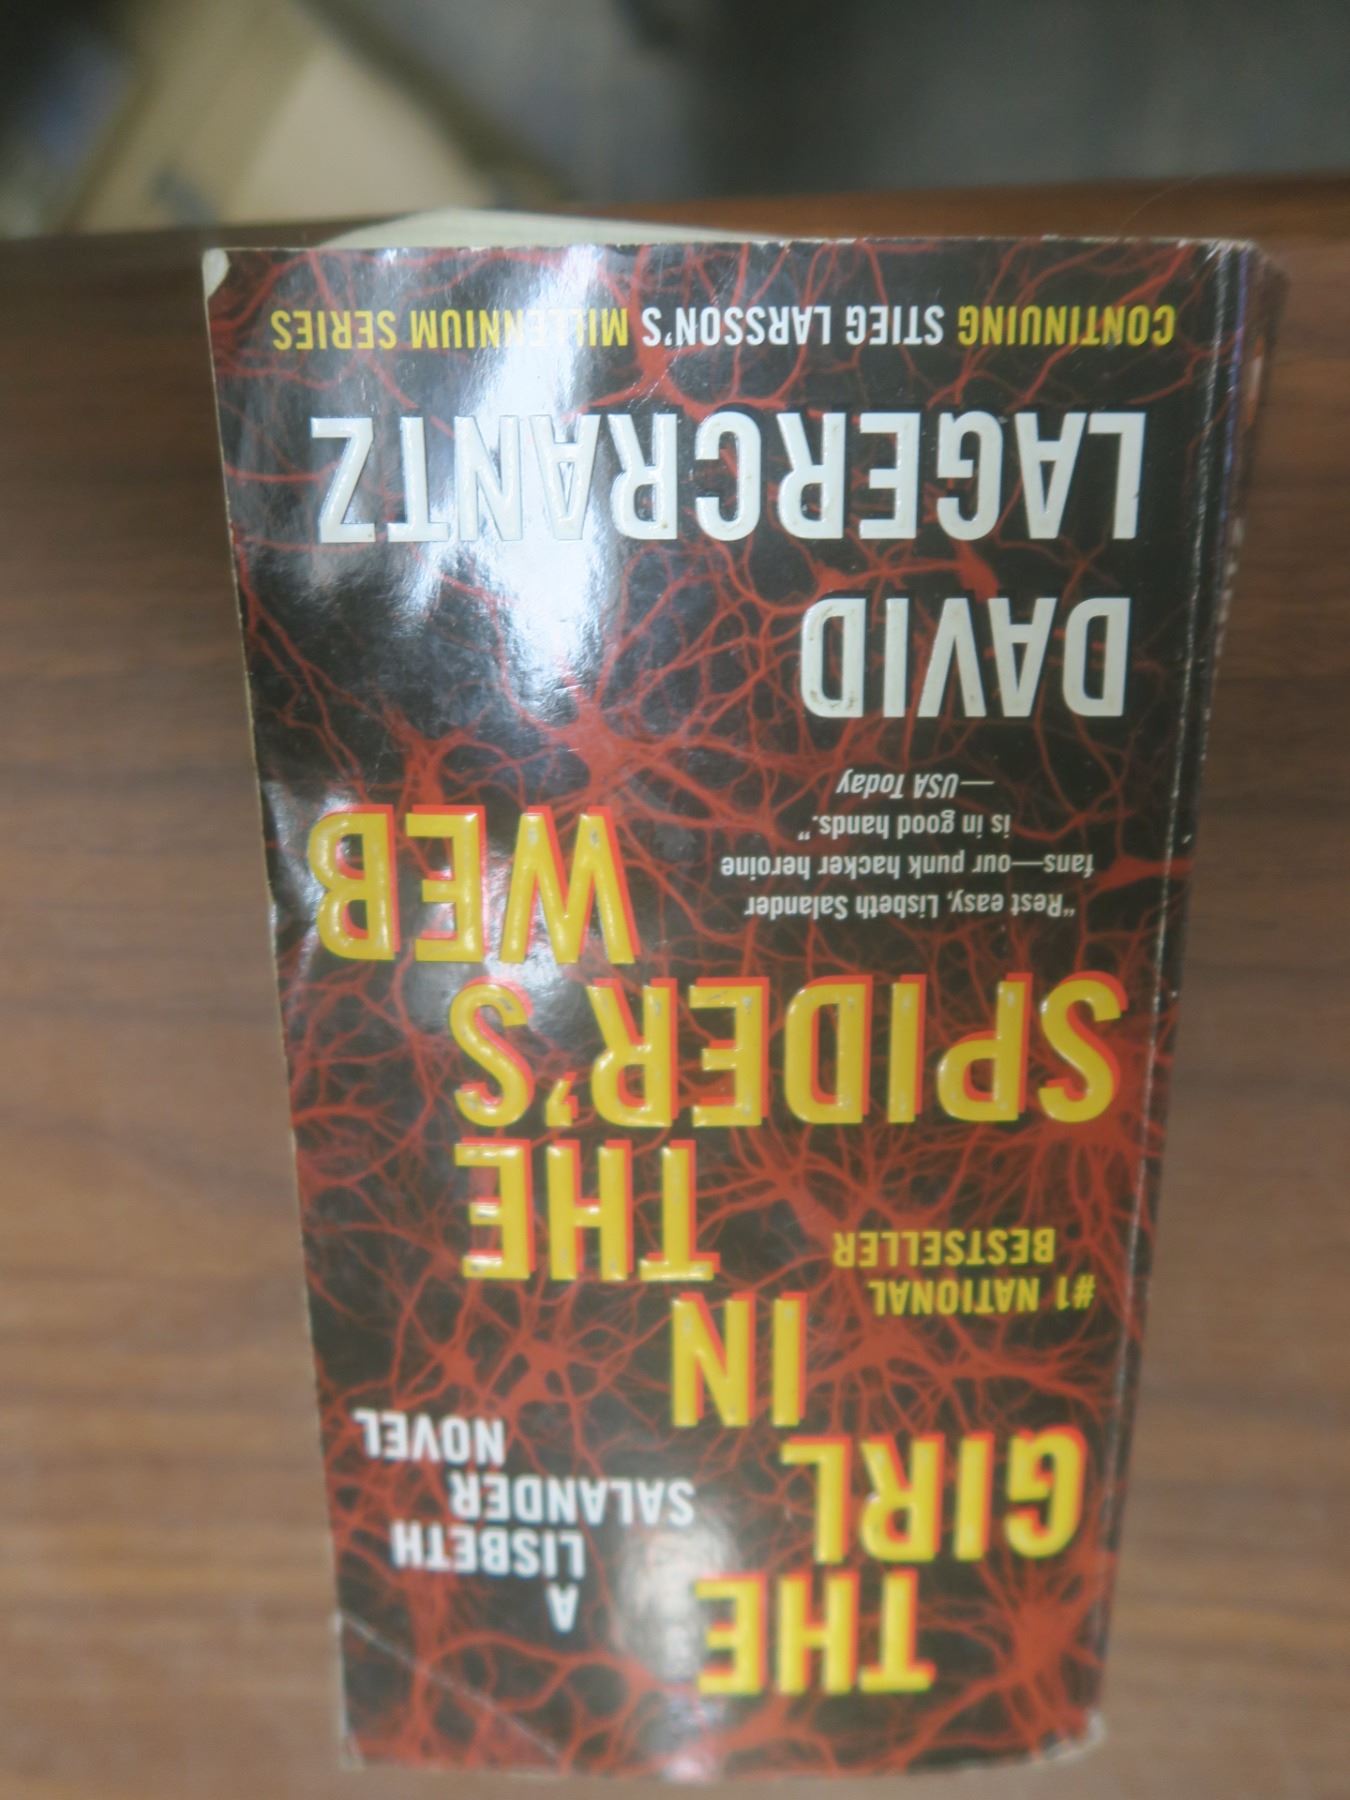 A
LISBETH
SALANDER
NOVEL
THE
GIRL
IN
THE
SPIDER'S
WEB
#1 NATIONAL
BESTSELLER
"Rest easy, Lisbeth Salander
fans—our punk hacker heroine
is in good hands."
—USA Today
DAVID
LAGERCRANTZ
CONTINUING STIEG LARSSON'S MILLENNIUM SERIES